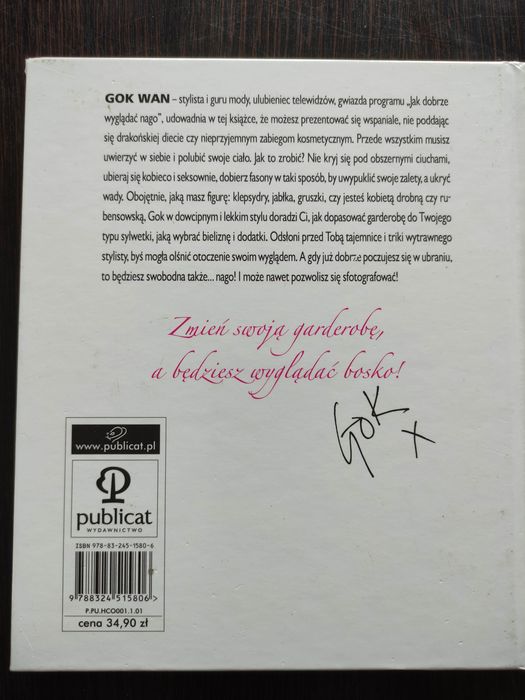 GOK WAN – stylista i guru mody, ulubieniec telewidzów, gwiazda programu „Jak dobrze
wyglądać nago”, udowadnia w tej książce, że możesz prezentować się wspaniale, nie poddając
się drakońskiej diecie czy nieprzyjemnym zabiegom kosmetycznym. Przede wszystkim musisz
uwierzyć w siebie i polubić swoje ciało. Jak to zrobić? Nie kryj się pod obszernymi ciuchami,
ubieraj się kobieco i seksownie, dobierz fasony w taki sposób, by uwypuklić swoje zalety, a ukryć
wady. Obojętnie, jaką masz figurę: klepsydry, jabłka, gruszki, czy jesteś kobietą drobną czy ru-
bensowską, Gok w dowcipnym i lekkim stylu doradzi Ci, jak dopasować garderobę do Twojego
typu sylwetki, jaką wybrać bieliznę i dodatki. Odsłoni przed Tobą tajemnice i triki wytrawnego
stylisty, byś mogła olśnić otoczenie swoim wyglądem. A gdy już dobrze poczujesz się w ubraniu,
to będziesz swobodna także... nago! I może nawet pozwolisz się sfotografować!
Zmień swoją garderobę,
a będziesz wyglądać bosko!
GOK
x
www.publicat.pl
publicat
WYDAWNICTWO
ISBN 978-83-245-1580-6
9 788324 515806 >
P.PU.HCO001.1.01
cena 34,90 zł